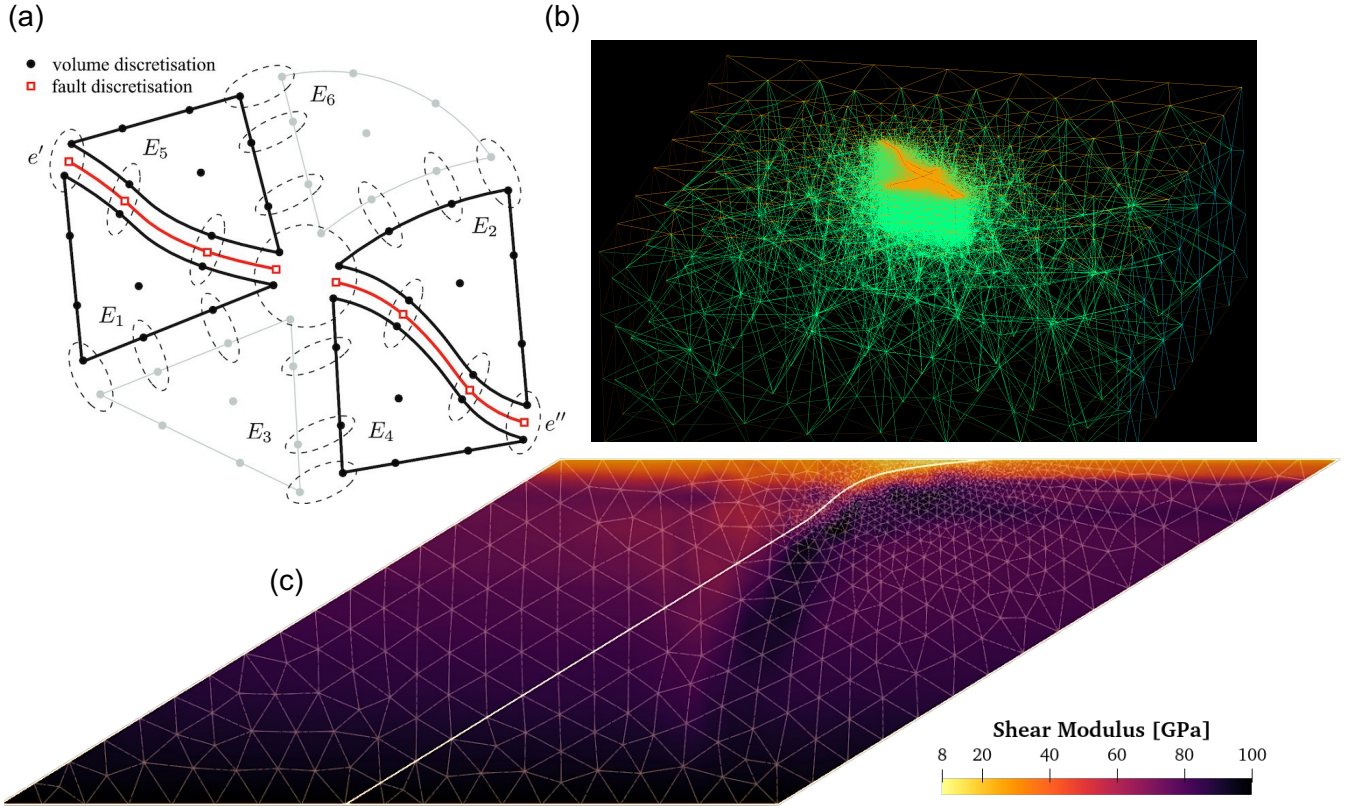 (a)
volume discretisation
fault discretisation
E₆
E₅
e′
E₂
E₁
E₃
E₄
e″
(b)
(c)
Shear Modulus [GPa]
8 20 40 60 80 100